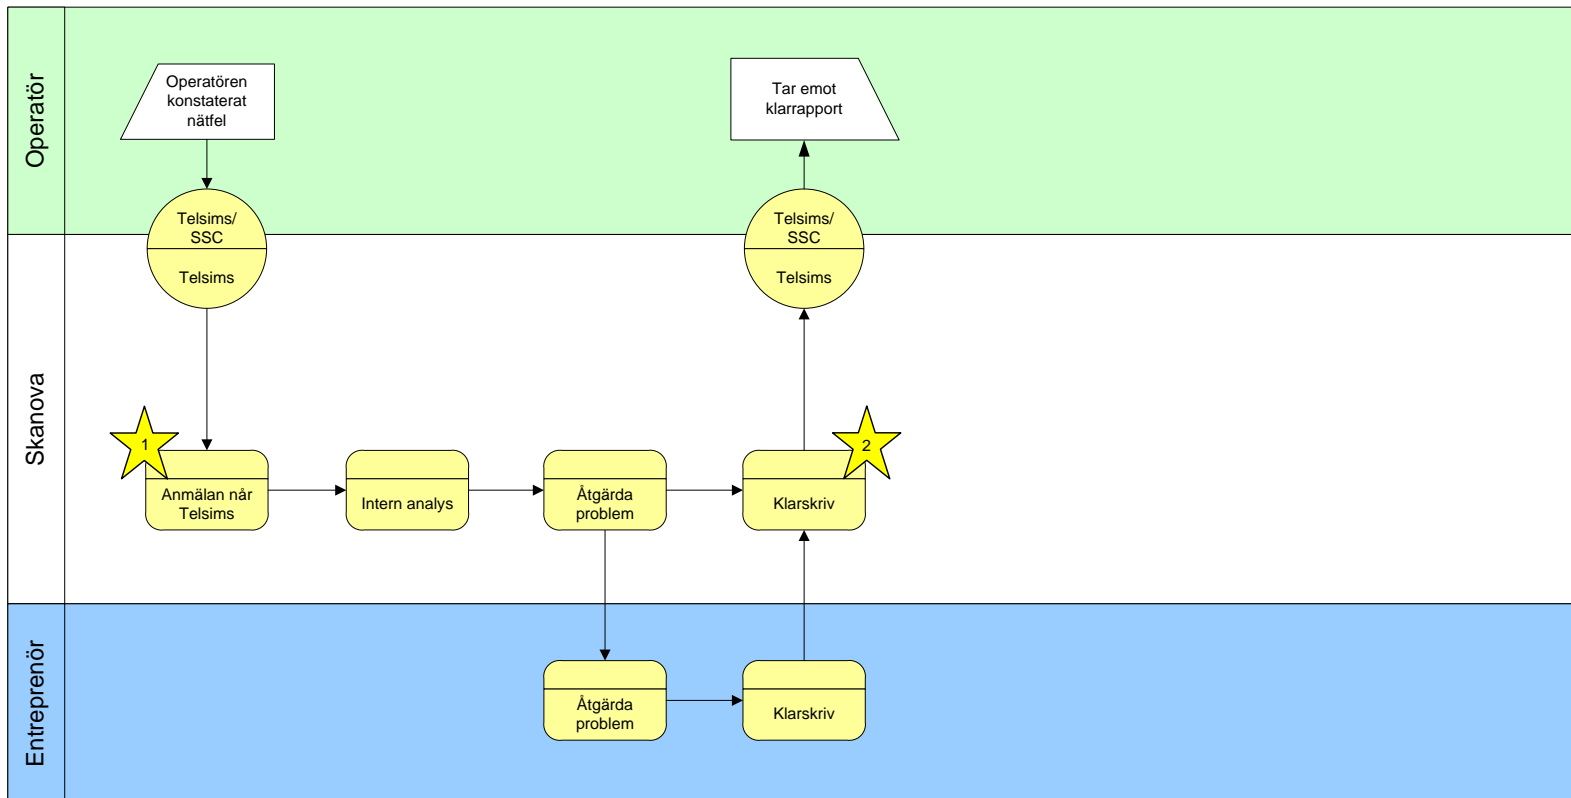 Operatör
Operatören
konstaterat
nätfel
Tar emot
klarrapport
Telsims/
SSC
Telsims
Telsims/
SSC
Telsims
Skanova
1
Anmälan når
Telsims
Intern analys
Åtgärda
problem
2
Klarskriv
Entreprenör
Åtgärda
problem
Klarskriv